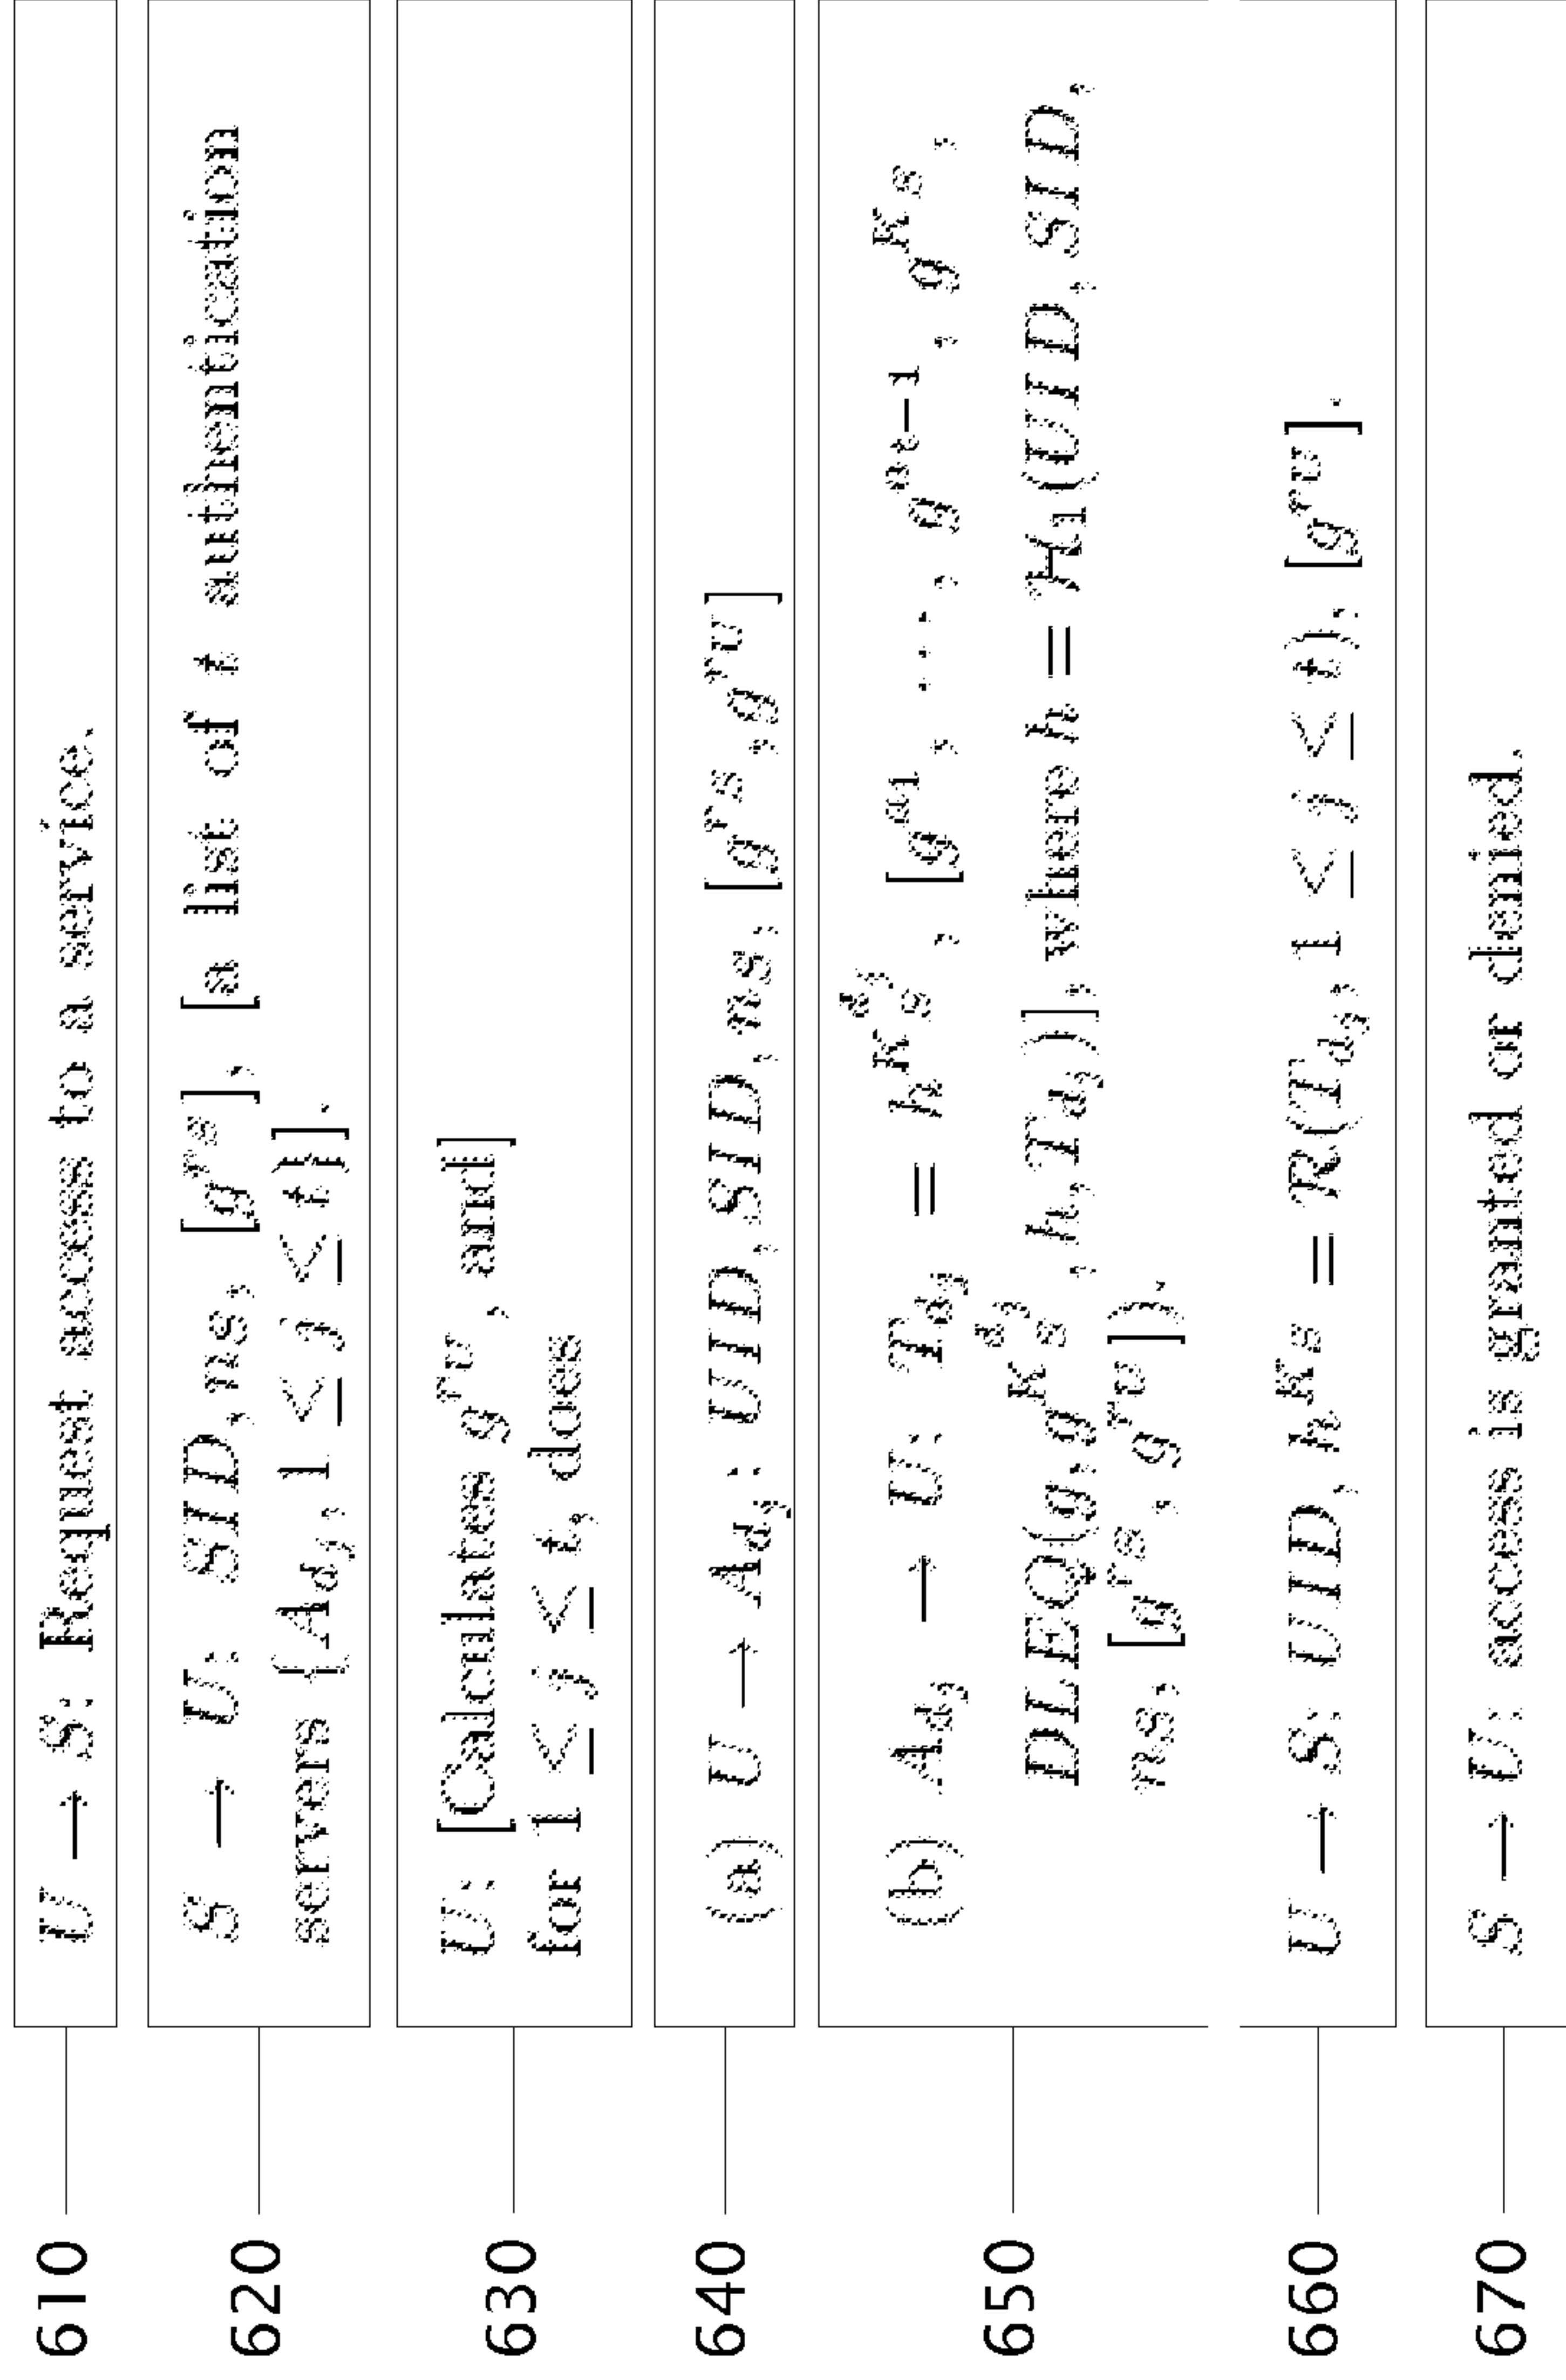 610 U → S: Request access to a service.
620 S → U: SID, n_S, [g^{r_S}], [a list of t authentication
servers {A_{d_j}, 1 ≤ j ≤ t}].
630 U: [Calculates g^{r_U}, and]
for 1 ≤ j ≤ t, does
640 (a) U → A_{d_j}: UID, SID, n_S, [g^{r_S}, g^{r_U}]
650 (b) A_{d_j} → U: T_{d_j} = h^{K_s^{d_j}}, [g^{a_1}, ..., g^{a_{t-1}}, g^{K_s},
DLEQ(g, g^{K_s^{d_j}}, h, T_{d_j})], where h = H_1(UID, SID,
n_S, [g^{r_S}, g^{r_U}]).
660 U → S: UID, h^{K_s} = R(T_{d_j}, 1 ≤ j ≤ t), [g^{r_U}].
670 S → U: access is granted or denied.